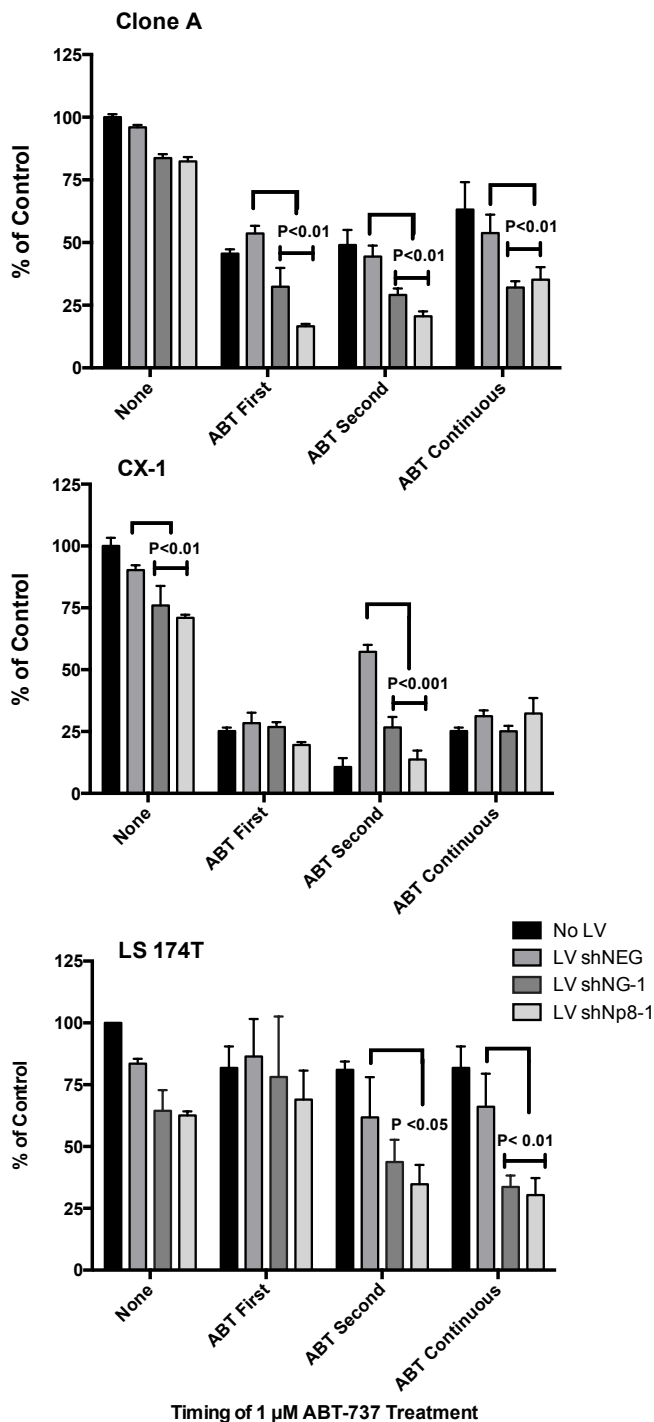 Clone A
% of Control
125
100
75
50
25
0
P<0.01
P<0.01
P<0.01
None
ABT First
ABT Second
ABT Continuous
CX-1
% of Control
125
100
75
50
25
0
P<0.01
P<0.001
None
ABT First
ABT Second
ABT Continuous
No LV
LV shNEG
LV shNG-1
LV shNp8-1
LS 174T
% of Control
125
100
75
50
25
0
P <0.05
P< 0.01
None
ABT First
ABT Second
ABT Continuous
Timing of 1 µM ABT-737 Treatment